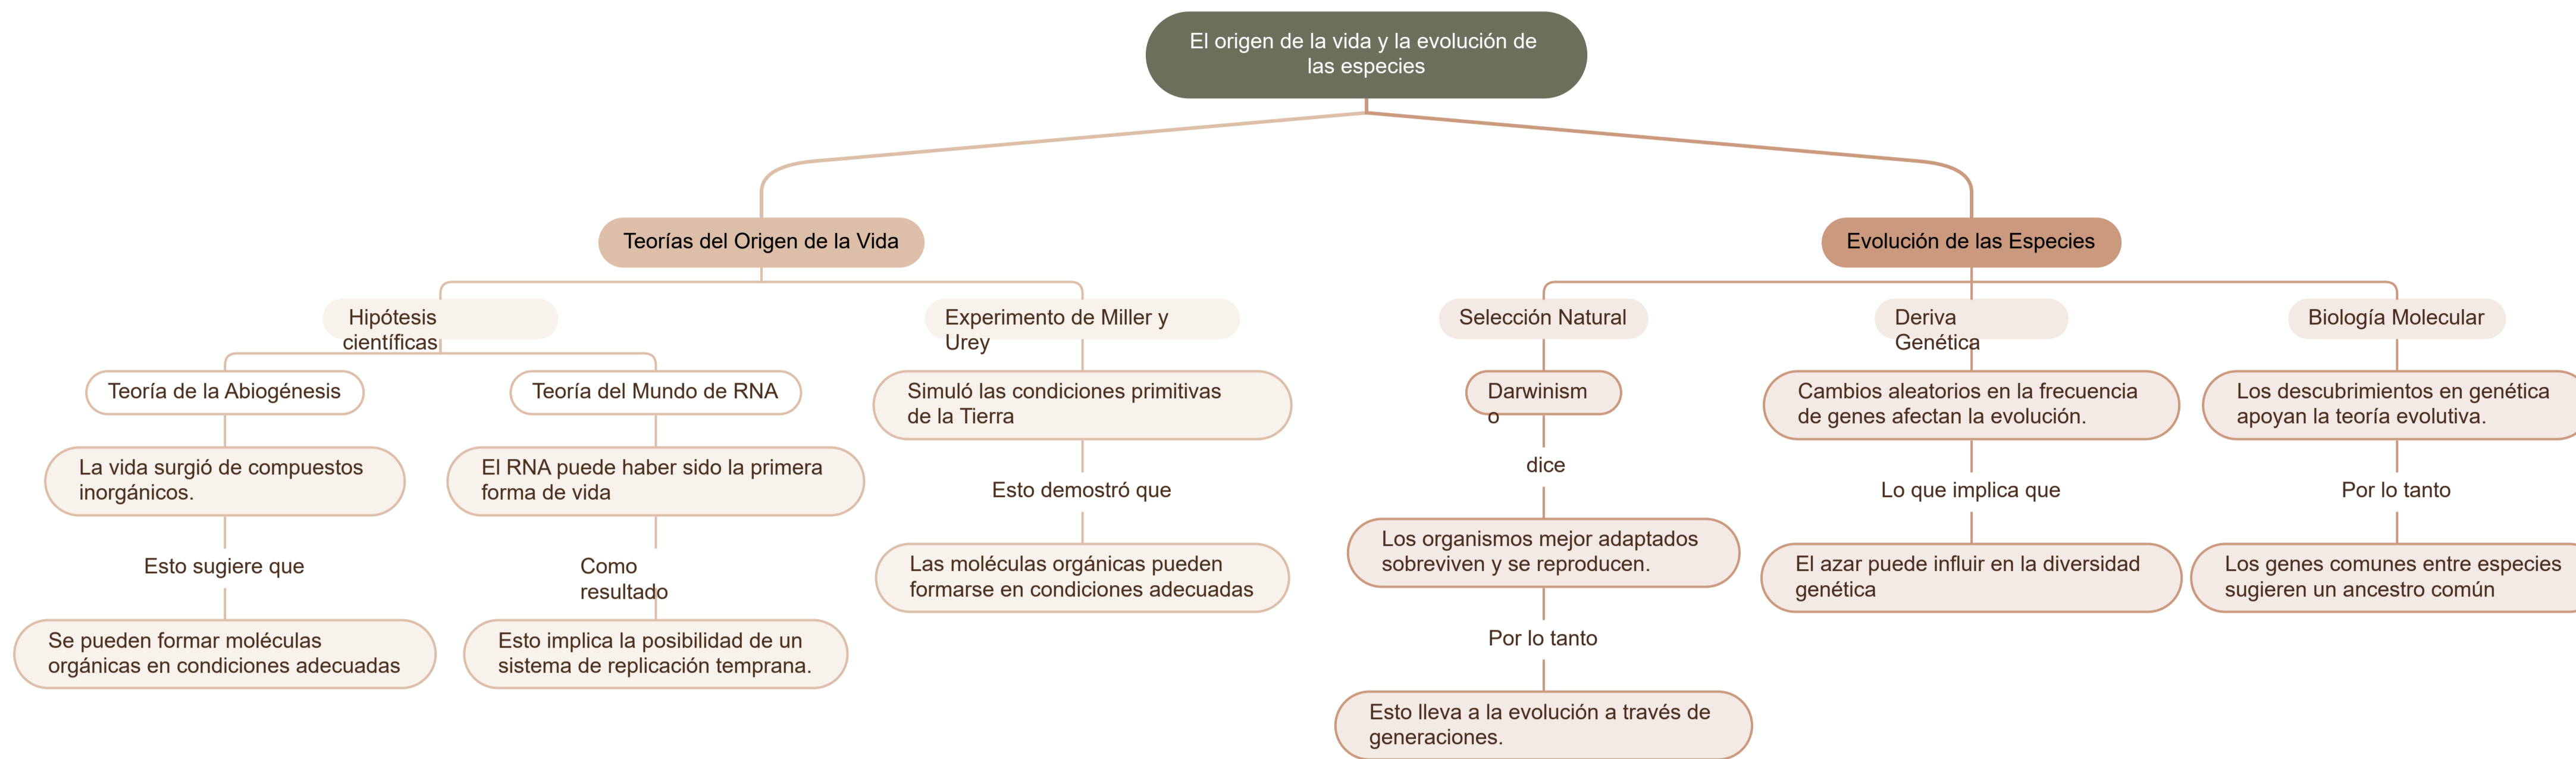 El origen de la vida y la evolución de
las especies
Teorías del Origen de la Vida
Evolución de las Especies
Hipótesis
científicas
Experimento de Miller y
Urey
Selección Natural
Deriva
Genética
Biología Molecular
Teoría de la Abiogénesis
Teoría del Mundo de RNA
Simuló las condiciones primitivas
de la Tierra
Darwinism
o
Cambios aleatorios en la frecuencia
de genes afectan la evolución.
Los descubrimientos en genética
apoyan la teoría evolutiva.
La vida surgió de compuestos
inorgánicos.
El RNA puede haber sido la primera
forma de vida
Esto demostró que
dice
Lo que implica que
Por lo tanto
Esto sugiere que
Como
resultado
Las moléculas orgánicas pueden
formarse en condiciones adecuadas
Los organismos mejor adaptados
sobreviven y se reproducen.
El azar puede influir en la diversidad
genética
Los genes comunes entre especies
sugieren un ancestro común
Se pueden formar moléculas
orgánicas en condiciones adecuadas
Esto implica la posibilidad de un
sistema de replicación temprana.
Por lo tanto
Esto lleva a la evolución a través de
generaciones.